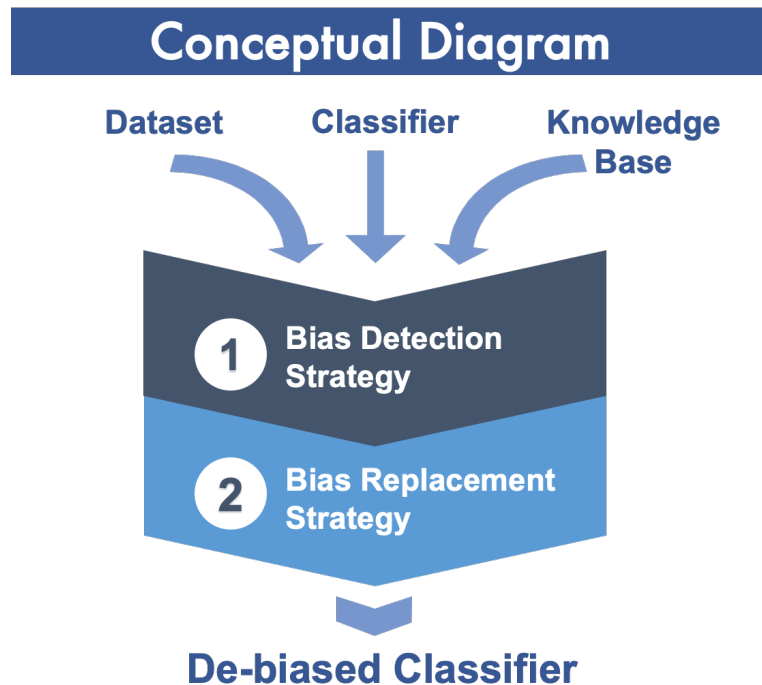 Conceptual Diagram
Dataset
Classifier
Knowledge
Base
1
Bias Detection
Strategy
2
Bias Replacement
Strategy
De-biased Classifier